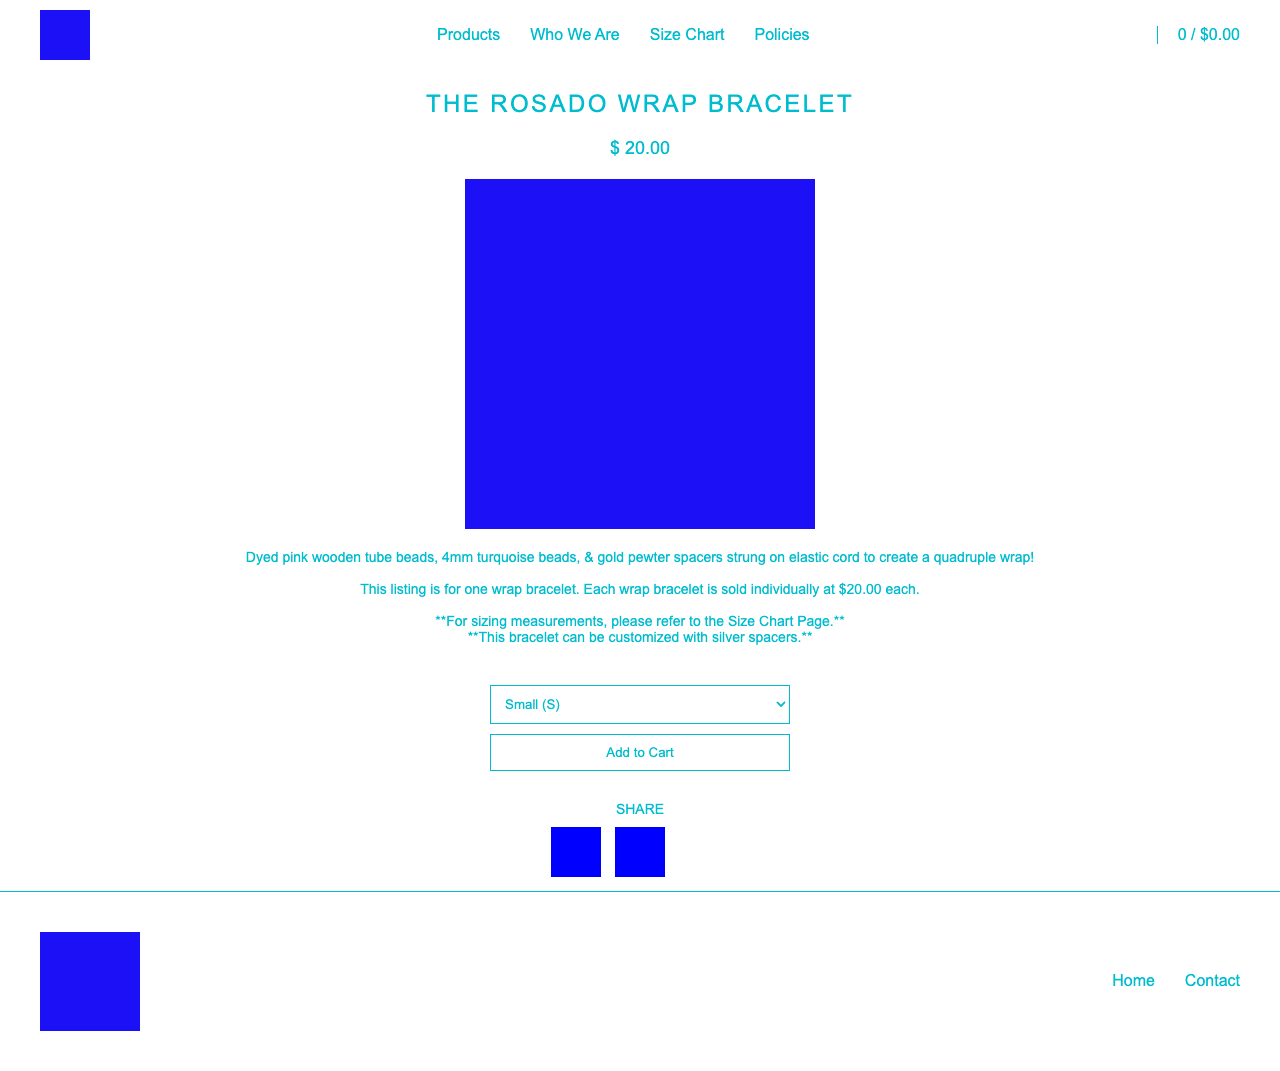 Products Who We Are Size Chart Policies 0 / $0.00
THE ROSADO WRAP BRACELET
$ 20.00
Dyed pink wooden tube beads, 4mm turquoise beads, & gold pewter spacers strung on elastic cord to create a quadruple wrap!
This listing is for one wrap bracelet. Each wrap bracelet is sold individually at $20.00 each.
**For sizing measurements, please refer to the Size Chart Page.**
**This bracelet can be customized with silver spacers.**
Small (S)
Add to Cart
SHARE
Home Contact